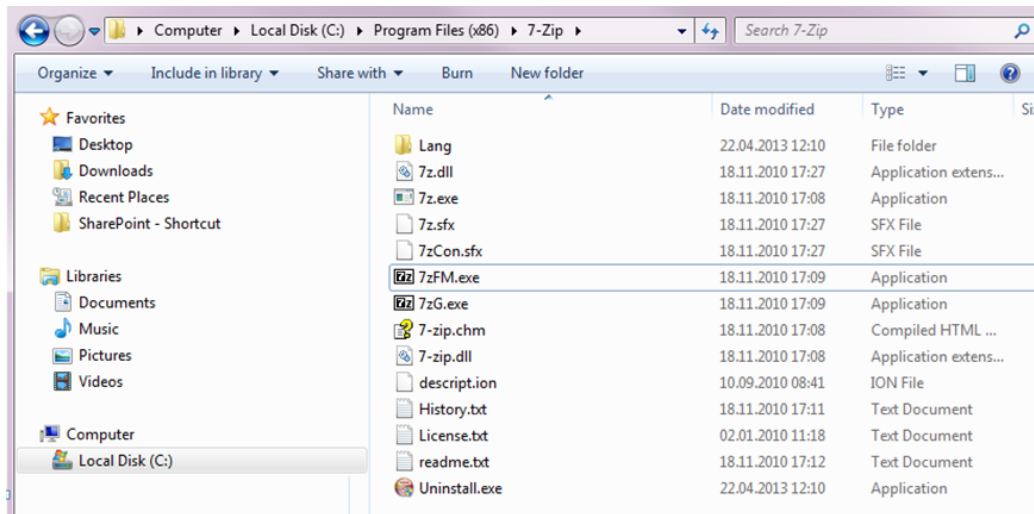 Computer Local Disk (C:) Program Files (x86) 7-Zip Search 7-Zip
Organize Include in library Share with Burn New folder
Favorites
Desktop
Downloads
Recent Places
SharePoint - Shortcut
Libraries
Documents
Music
Pictures
Videos
Computer
Local Disk (C:)
Name Date modified Type Si
Lang 22.04.2013 12:10 File folder
7z.dll 18.11.2010 17:27 Application extens...
7z.exe 18.11.2010 17:08 Application
7z.sfx 18.11.2010 17:27 SFX File
7zCon.sfx 18.11.2010 17:27 SFX File
7zFM.exe 18.11.2010 17:09 Application
7zG.exe 18.11.2010 17:09 Application
7-zip.chm 18.11.2010 17:08 Compiled HTML ...
7-zip.dll 18.11.2010 17:08 Application extens...
descript.ion 10.09.2010 08:41 ION File
History.txt 18.11.2010 17:11 Text Document
License.txt 02.01.2010 11:18 Text Document
readme.txt 18.11.2010 17:12 Text Document
Uninstall.exe 22.04.2013 12:10 Application